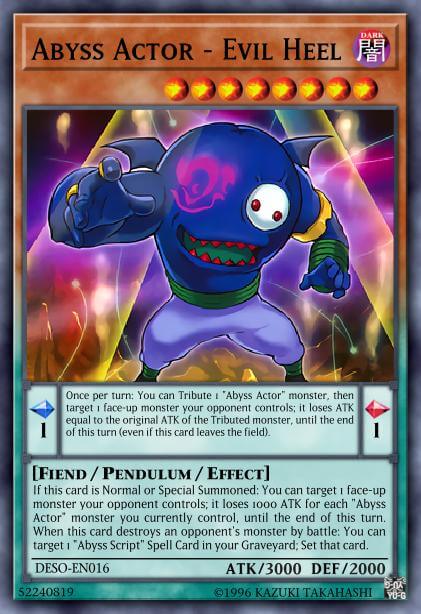 Abyss Actor - Evil Heel
DARK
闇
Once per turn: You can Tribute 1 "Abyss Actor" monster, then
target 1 face-up monster your opponent controls; it loses ATK
equal to the original ATK of the Tributed monster, until the end
of this turn (even if this card leaves the field).
1
1
[Fiend / Pendulum / Effect]
If this card is Normal or Special Summoned: You can target 1 face-up
monster your opponent controls; it loses 1000 ATK for each "Abyss
Actor" monster you currently control, until the end of this turn.
When this card destroys an opponent's monster by battle: You can
target 1 "Abyss Script" Spell Card in your Graveyard; Set that card.
DESO-EN016
ATK/3000 DEF/2000
52240819
©1996 KAZUKI TAKAHASHI